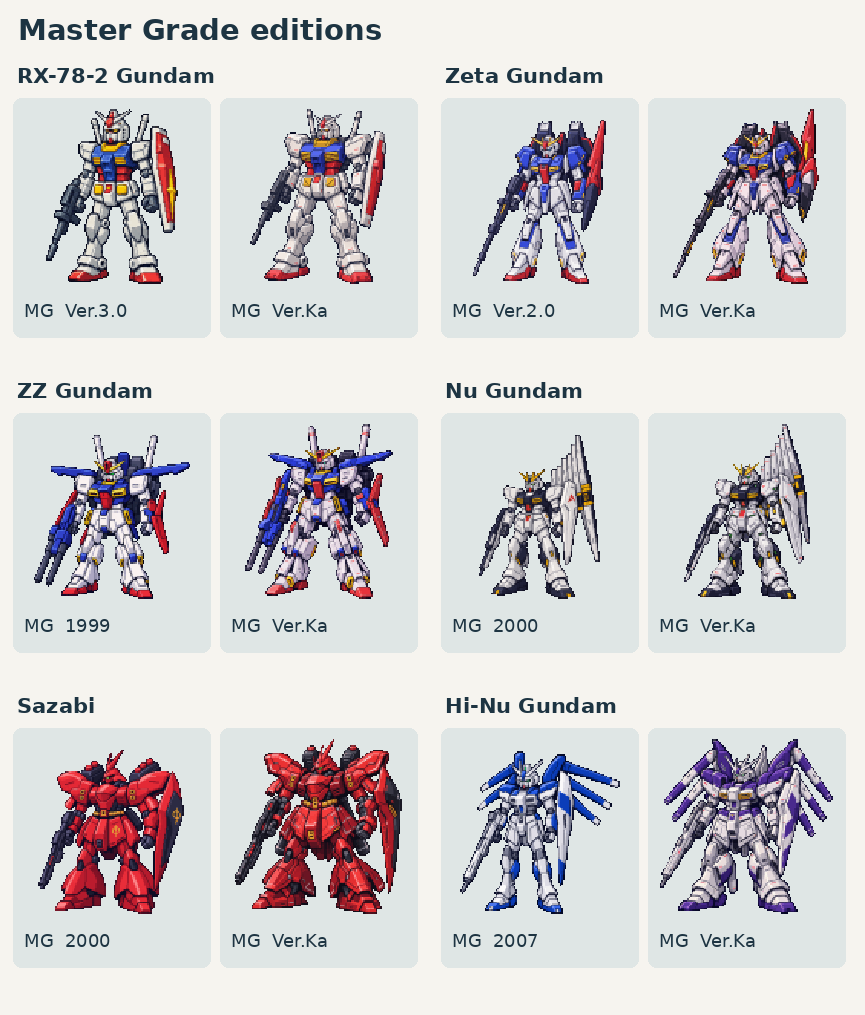 Master Grade editions
RX-78-2 Gundam
Zeta Gundam
MG Ver.3.0
MG Ver.Ka
MG Ver.2.0
MG Ver.Ka
ZZ Gundam
Nu Gundam
MG 1999
MG Ver.Ka
MG 2000
MG Ver.Ka
Sazabi
Hi-Nu Gundam
MG 2000
MG Ver.Ka
MG 2007
MG Ver.Ka